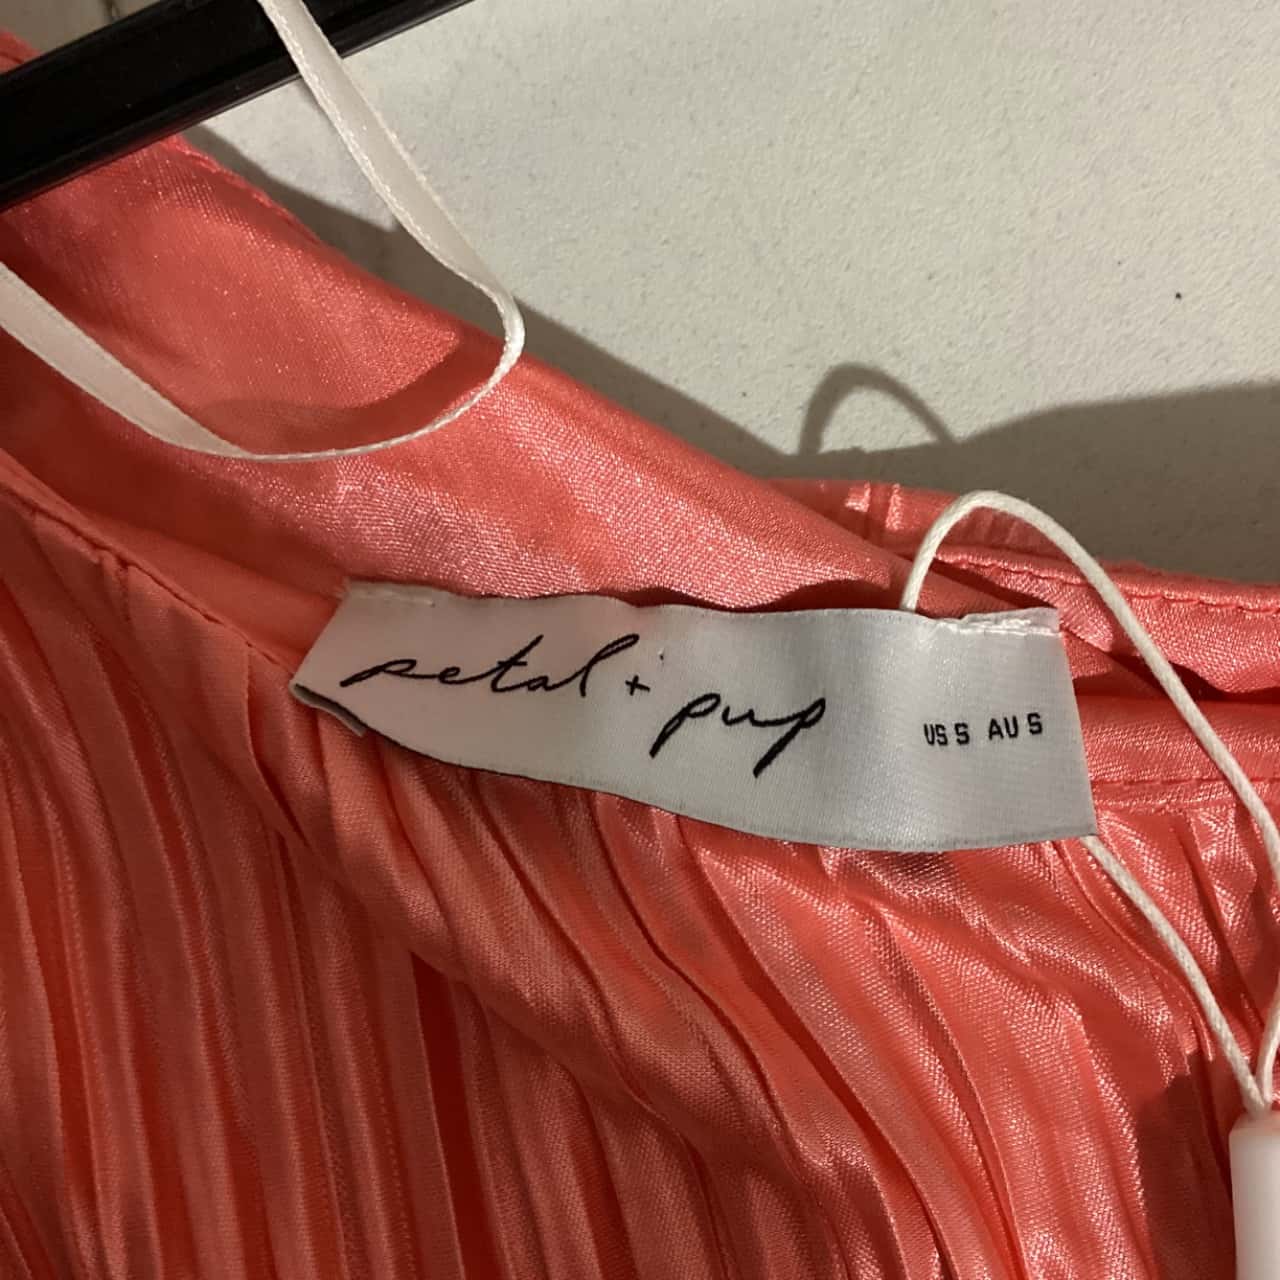 petal + pup US S AU S